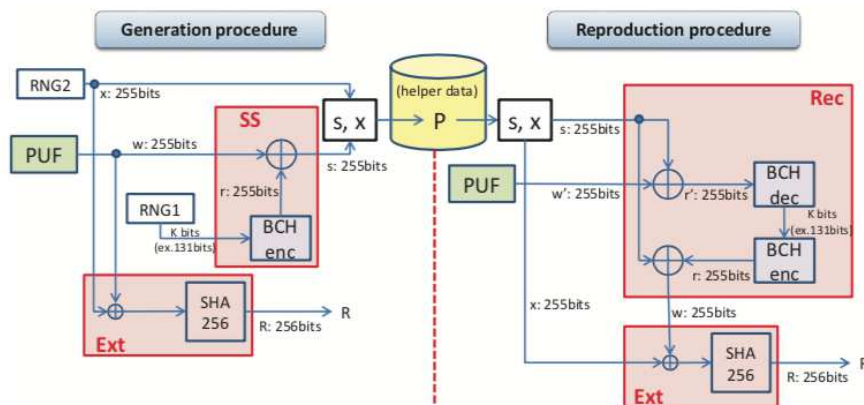 Generation procedure
Reproduction procedure
RNG2
x: 255bits
PUF
w: 255bits
SS
r: 255bits
RNG1
K bits
(ex.131bits)
BCH
enc
s: 255bits
s, x
(helper data)
P
s, x
Ext
SHA
256
R: 256bits
R
s: 255bits
Rec
PUF
w': 255bits
r': 255bits
BCH
dec
K bits
(ex.131bits)
BCH
enc
r: 255bits
x: 255bits
w: 255bits
Ext
SHA
256
R: 256bits
R